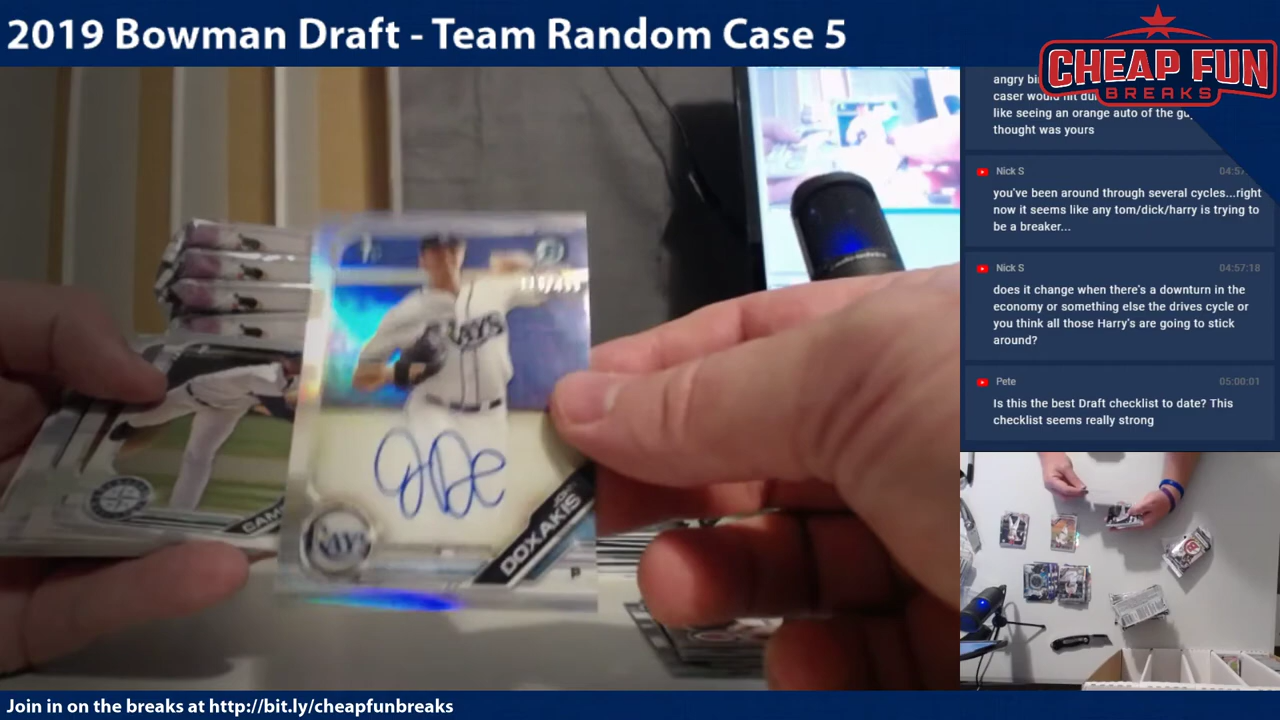 2019 Bowman Draft - Team Random Case 5
CHEAP FUN
BREAKS
angry
caser would hit
like seeing an orange auto of the
thought was yours
Nick S
you've been around through several cycles...right
now it seems like any tom/dick/harry is trying to
be a breaker...
Nick S 04:57:18
does it change when there's a downturn in the
economy or something else the drives cycle or
you think all those Harry's are going to stick
around?
Pete 05:00:01
Is this the best Draft checklist to date? This
checklist seems really strong
Rays
Rays
DOXAKIS
P
CAM
Join in on the breaks at http://bit.ly/cheapfunbreaks